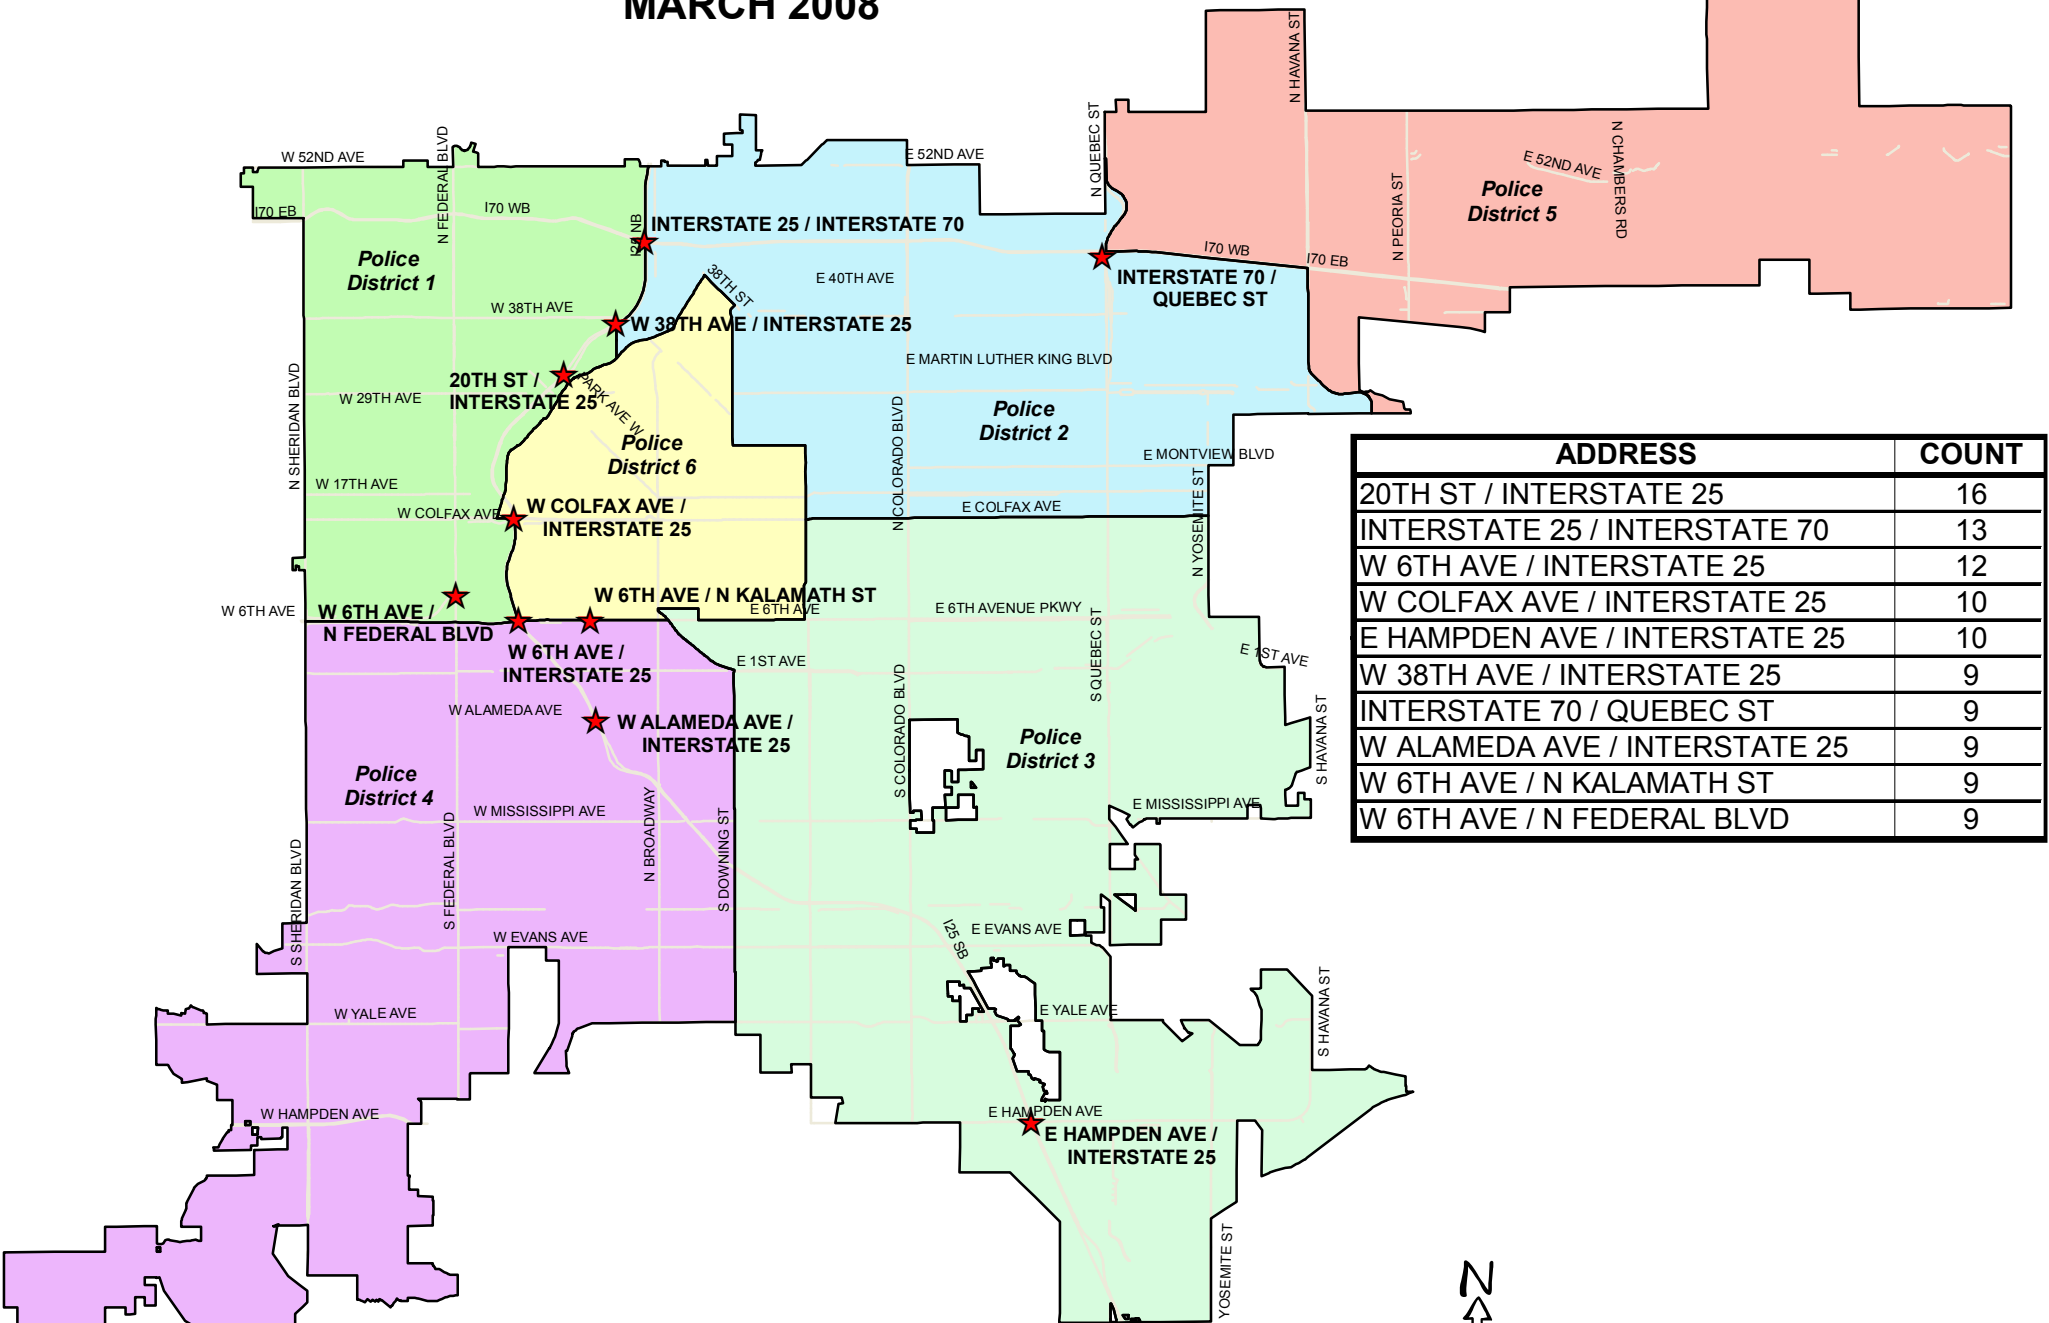 MARCH 2008
N HAVANA ST
N QUEBEC ST
W 52ND AVE
N FEDERAL BLVD
E 52ND AVE
E 52ND AVE
N CHAMBERS RD
N PEORIA ST
Police
District 5
I70 EB
I70 WB
I25 NB
INTERSTATE 25 / INTERSTATE 70
I70 WB
I70 EB
Police
District 1
38TH ST
E 40TH AVE
INTERSTATE 70 /
QUEBEC ST
W 38TH AVE
W 38TH AVE / INTERSTATE 25
E MARTIN LUTHER KING BLVD
N SHERIDAN BLVD
20TH ST /
INTERSTATE 25
PARK AVE W
W 29TH AVE
Police
District 2
N COLORADO BLVD
Police
District 6
E MONTVIEW BLVD
W 17TH AVE
W COLFAX AVE
W COLFAX AVE /
INTERSTATE 25
E COLFAX AVE
N YOSEMITE ST
ADDRESS COUNT
20TH ST / INTERSTATE 25 16
INTERSTATE 25 / INTERSTATE 70 13
W 6TH AVE / INTERSTATE 25 12
W COLFAX AVE / INTERSTATE 25 10
E HAMPDEN AVE / INTERSTATE 25 10
W 38TH AVE / INTERSTATE 25 9
INTERSTATE 70 / QUEBEC ST 9
W ALAMEDA AVE / INTERSTATE 25 9
W 6TH AVE / N KALAMATH ST 9
W 6TH AVE / N FEDERAL BLVD 9
W 6TH AVE
W 6TH AVE /
N FEDERAL BLVD
W 6TH AVE / N KALAMATH ST
E 6TH AVE
E 6TH AVENUE PKWY
W 6TH AVE /
INTERSTATE 25
E 1ST AVE
S QUEBEC ST
E 1ST AVE
S COLORADO BLVD
W ALAMEDA AVE
W ALAMEDA AVE /
INTERSTATE 25
Police
District 3
S HAVANA ST
Police
District 4
W MISSISSIPPI AVE
E MISSISSIPPI AVE
S SHERIDAN BLVD
S FEDERAL BLVD
N BROADWAY
S DOWNING ST
W EVANS AVE
I25 SB
E EVANS AVE
W YALE AVE
E YALE AVE
S HAVANA ST
W HAMPDEN AVE
E HAMPDEN AVE
E HAMPDEN AVE /
INTERSTATE 25
YOSEMITE ST
N